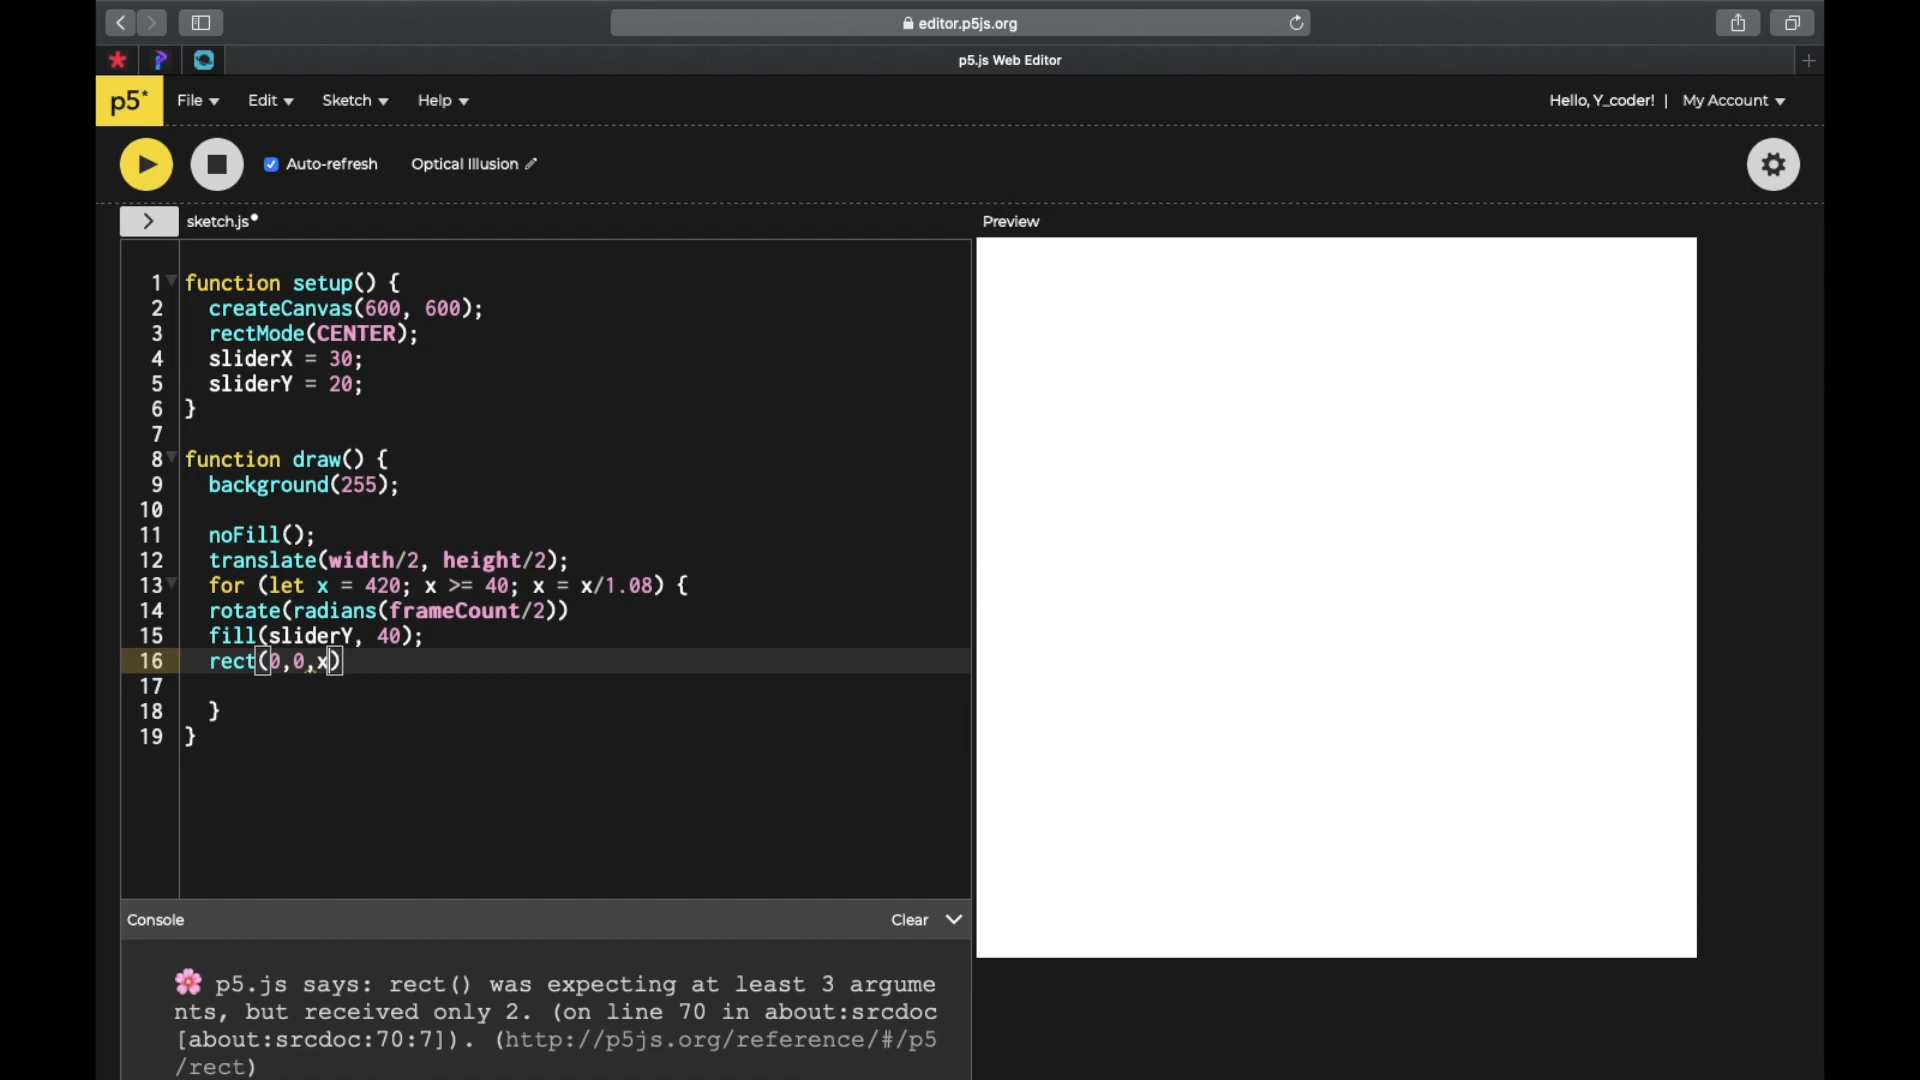 editor.p5js.org
p5.js Web Editor
p5* File Edit Sketch Help Hello, Y_coder! | My Account
Auto-refresh Optical Illusion
sketch.js Preview
1 function setup() {
2 createCanvas(600, 600);
3 rectMode(CENTER);
4 sliderX = 30;
5 sliderY = 20;
6 }
7
8 function draw() {
9 background(255);
10
11 noFill();
12 translate(width/2, height/2);
13 for (let x = 420; x >= 40; x = x/1.08) {
14 rotate(radians(frameCount/2))
15 fill(sliderY, 40);
16 rect(0,0,x)
17
18 }
19 }
Console Clear
🌸 p5.js says: rect() was expecting at least 3 argume
nts, but received only 2. (on line 70 in about:srcdoc
[about:srcdoc:70:7]). (http://p5js.org/reference/#/p5
/rect)